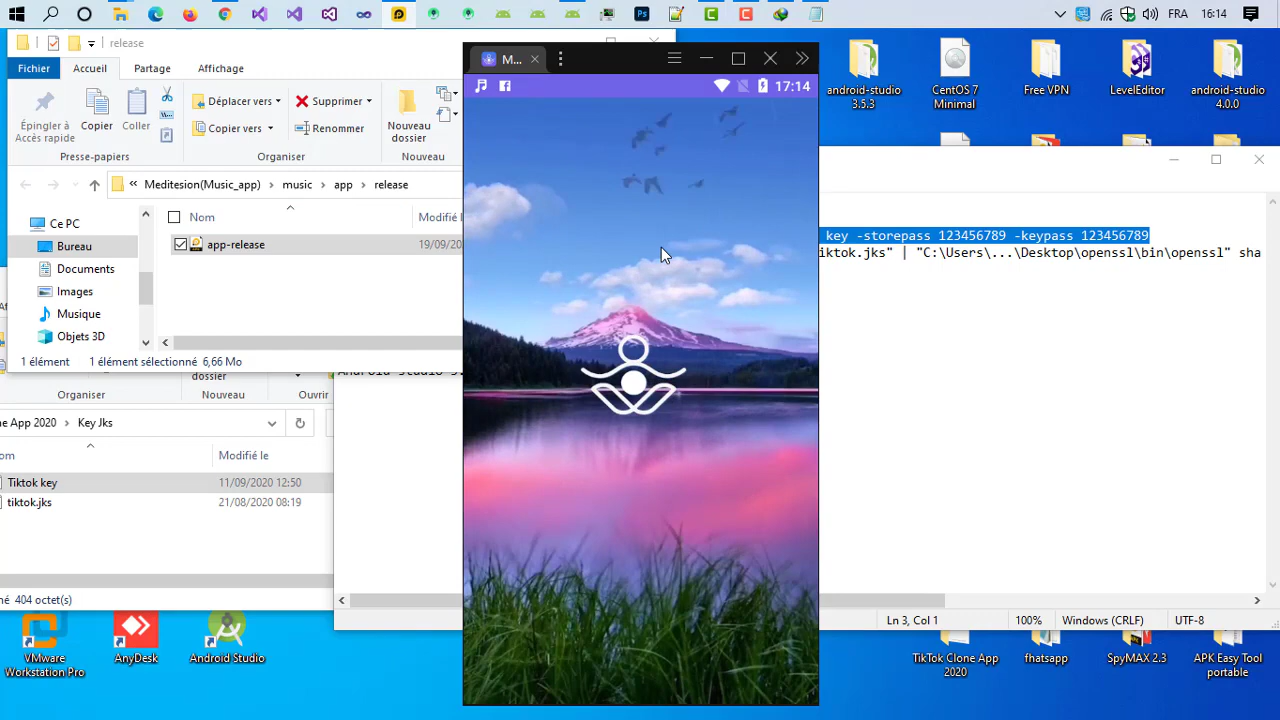 FRA 16:14
release
Fichier Accueil Partage Affichage
Épingler à
Accès rapide
Copier
Coller
Presse-papiers
Déplacer vers
Copier vers
Supprimer
Renommer
Organiser
Nouveau
dossier
Nouveau
Meditesion(Music_app) music app release
Ce PC
Bureau
Documents
Images
Musique
Objets 3D
Nom Modifié l
app-release 19/09/20
1 élément 1 élément sélectionné 6,66 Mo
dossier
Organiser Ouvrir
ne App 2020 Key Jks
om Modifié le
Tiktok key 11/09/2020 12:50
tiktok.jks 21/08/2020 08:19
né 404 octet(s)
M...
17:14
key -storepass 123456789 -keypass 123456789
iktok.jks" | "C:\Users\...\Desktop\openssl\bin\openssl" sha
Ln 3, Col 1 100% Windows (CRLF) UTF-8
android-studio
3.5.3
CentOS 7
Minimal
Free VPN
LevelEditor
android-studio
4.0.0
VMware
Workstation Pro
AnyDesk
Android Studio
TikTok Clone App
2020
fhatsapp
SpyMAX 2.3
APK Easy Tool
portable